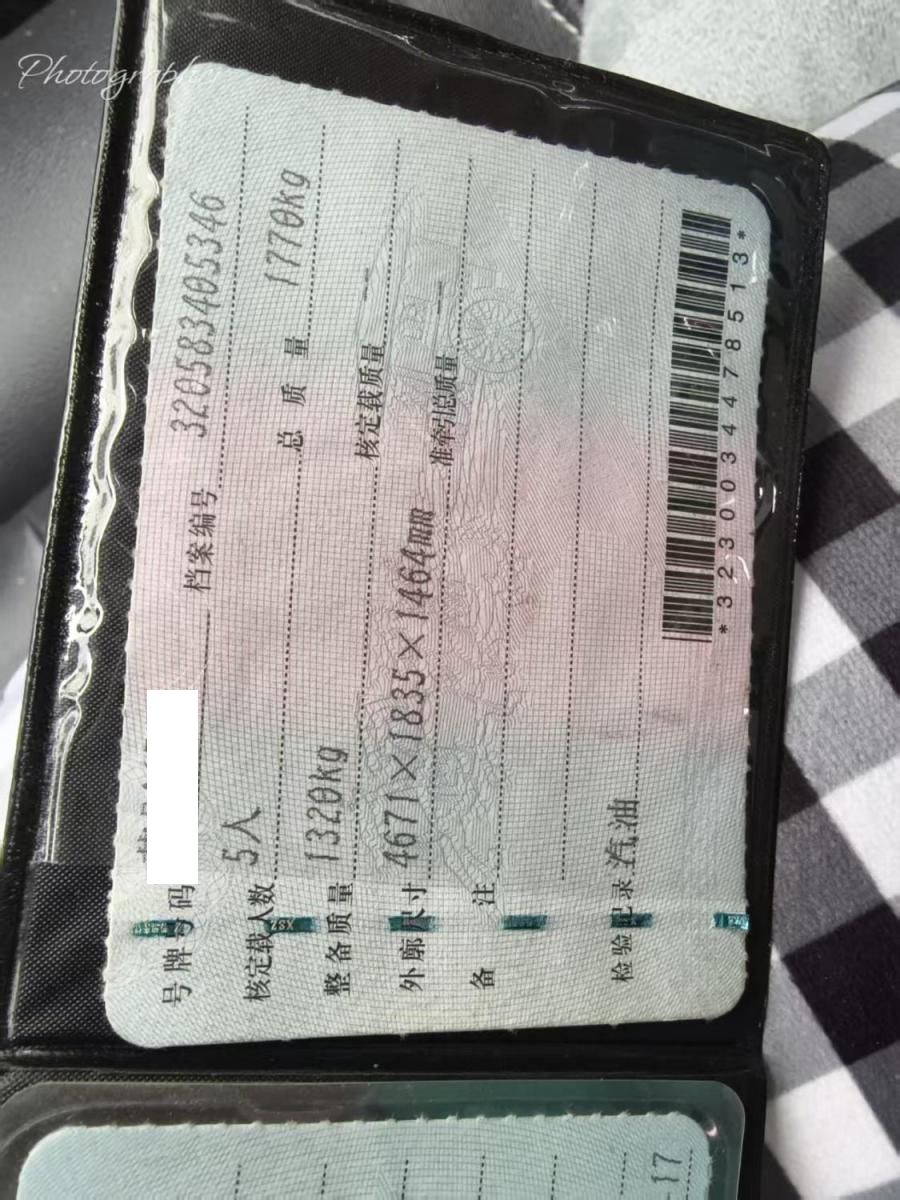 Photographer
号牌号码 档案编号 320583405346
核定载人数 5人 总质量 1770kg
整备质量 1320kg 核定载质量
外廓尺寸 4671×1835×1464mm 准牵引总质量
备注
检验记录 汽油
*3230034478513*
-17